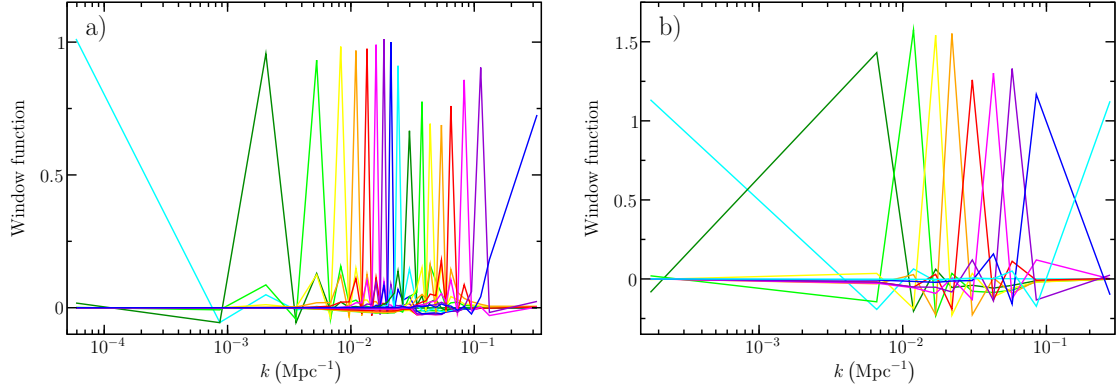 a)
1
0.5
0
Window function
10⁻⁴ 10⁻³ 10⁻² 10⁻¹
k (Mpc⁻¹)
b)
1.5
1
0.5
0
Window function
10⁻³ 10⁻² 10⁻¹
k (Mpc⁻¹)